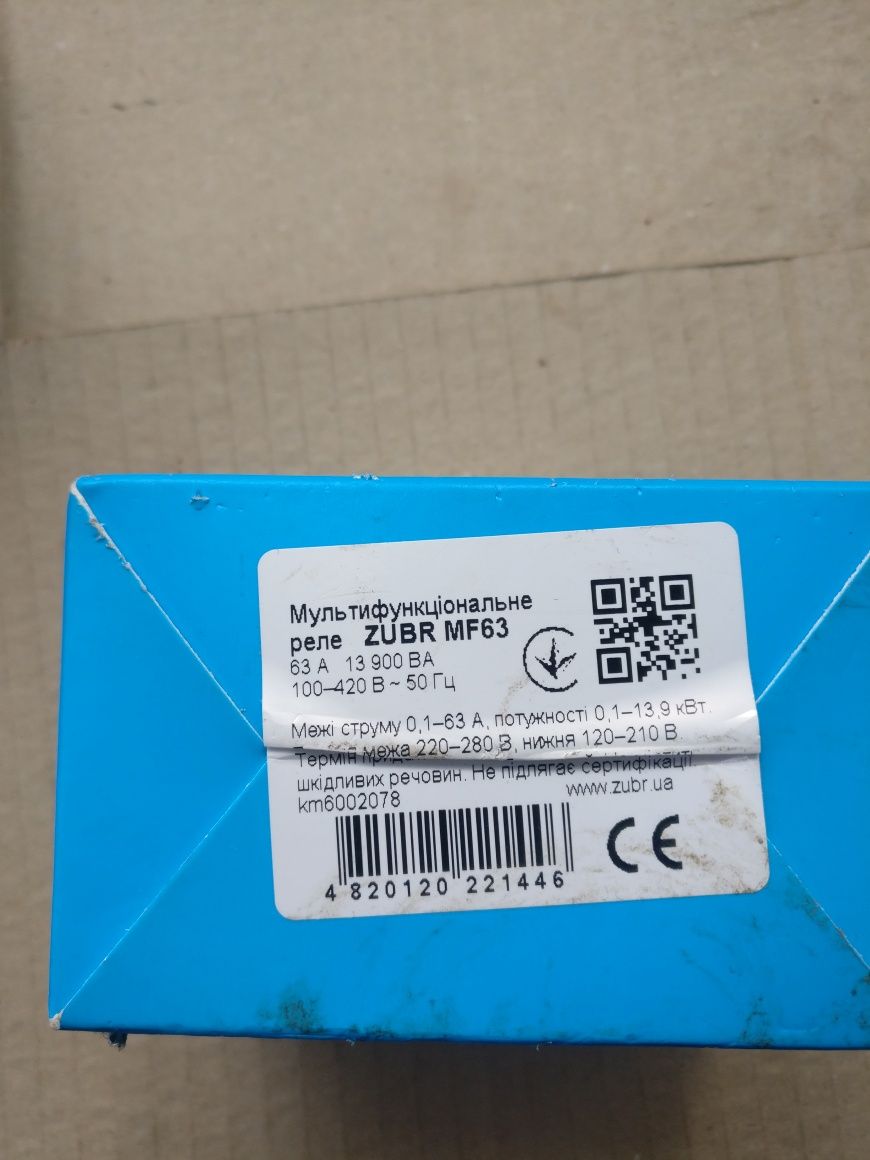 Мультифункціональне
реле ZUBR MF63
63 А 13 900 ВА
100–420 В ~ 50 Гц
Межі струму 0,1–63 А, потужності 0,1–13,9 кВт.
межа 220–280 В, нижня 120–210 В.
Термін
шкідливих речовин. Не підлягає сертифікації
www.zubr.ua
km6002078
4 820120 221446
CE